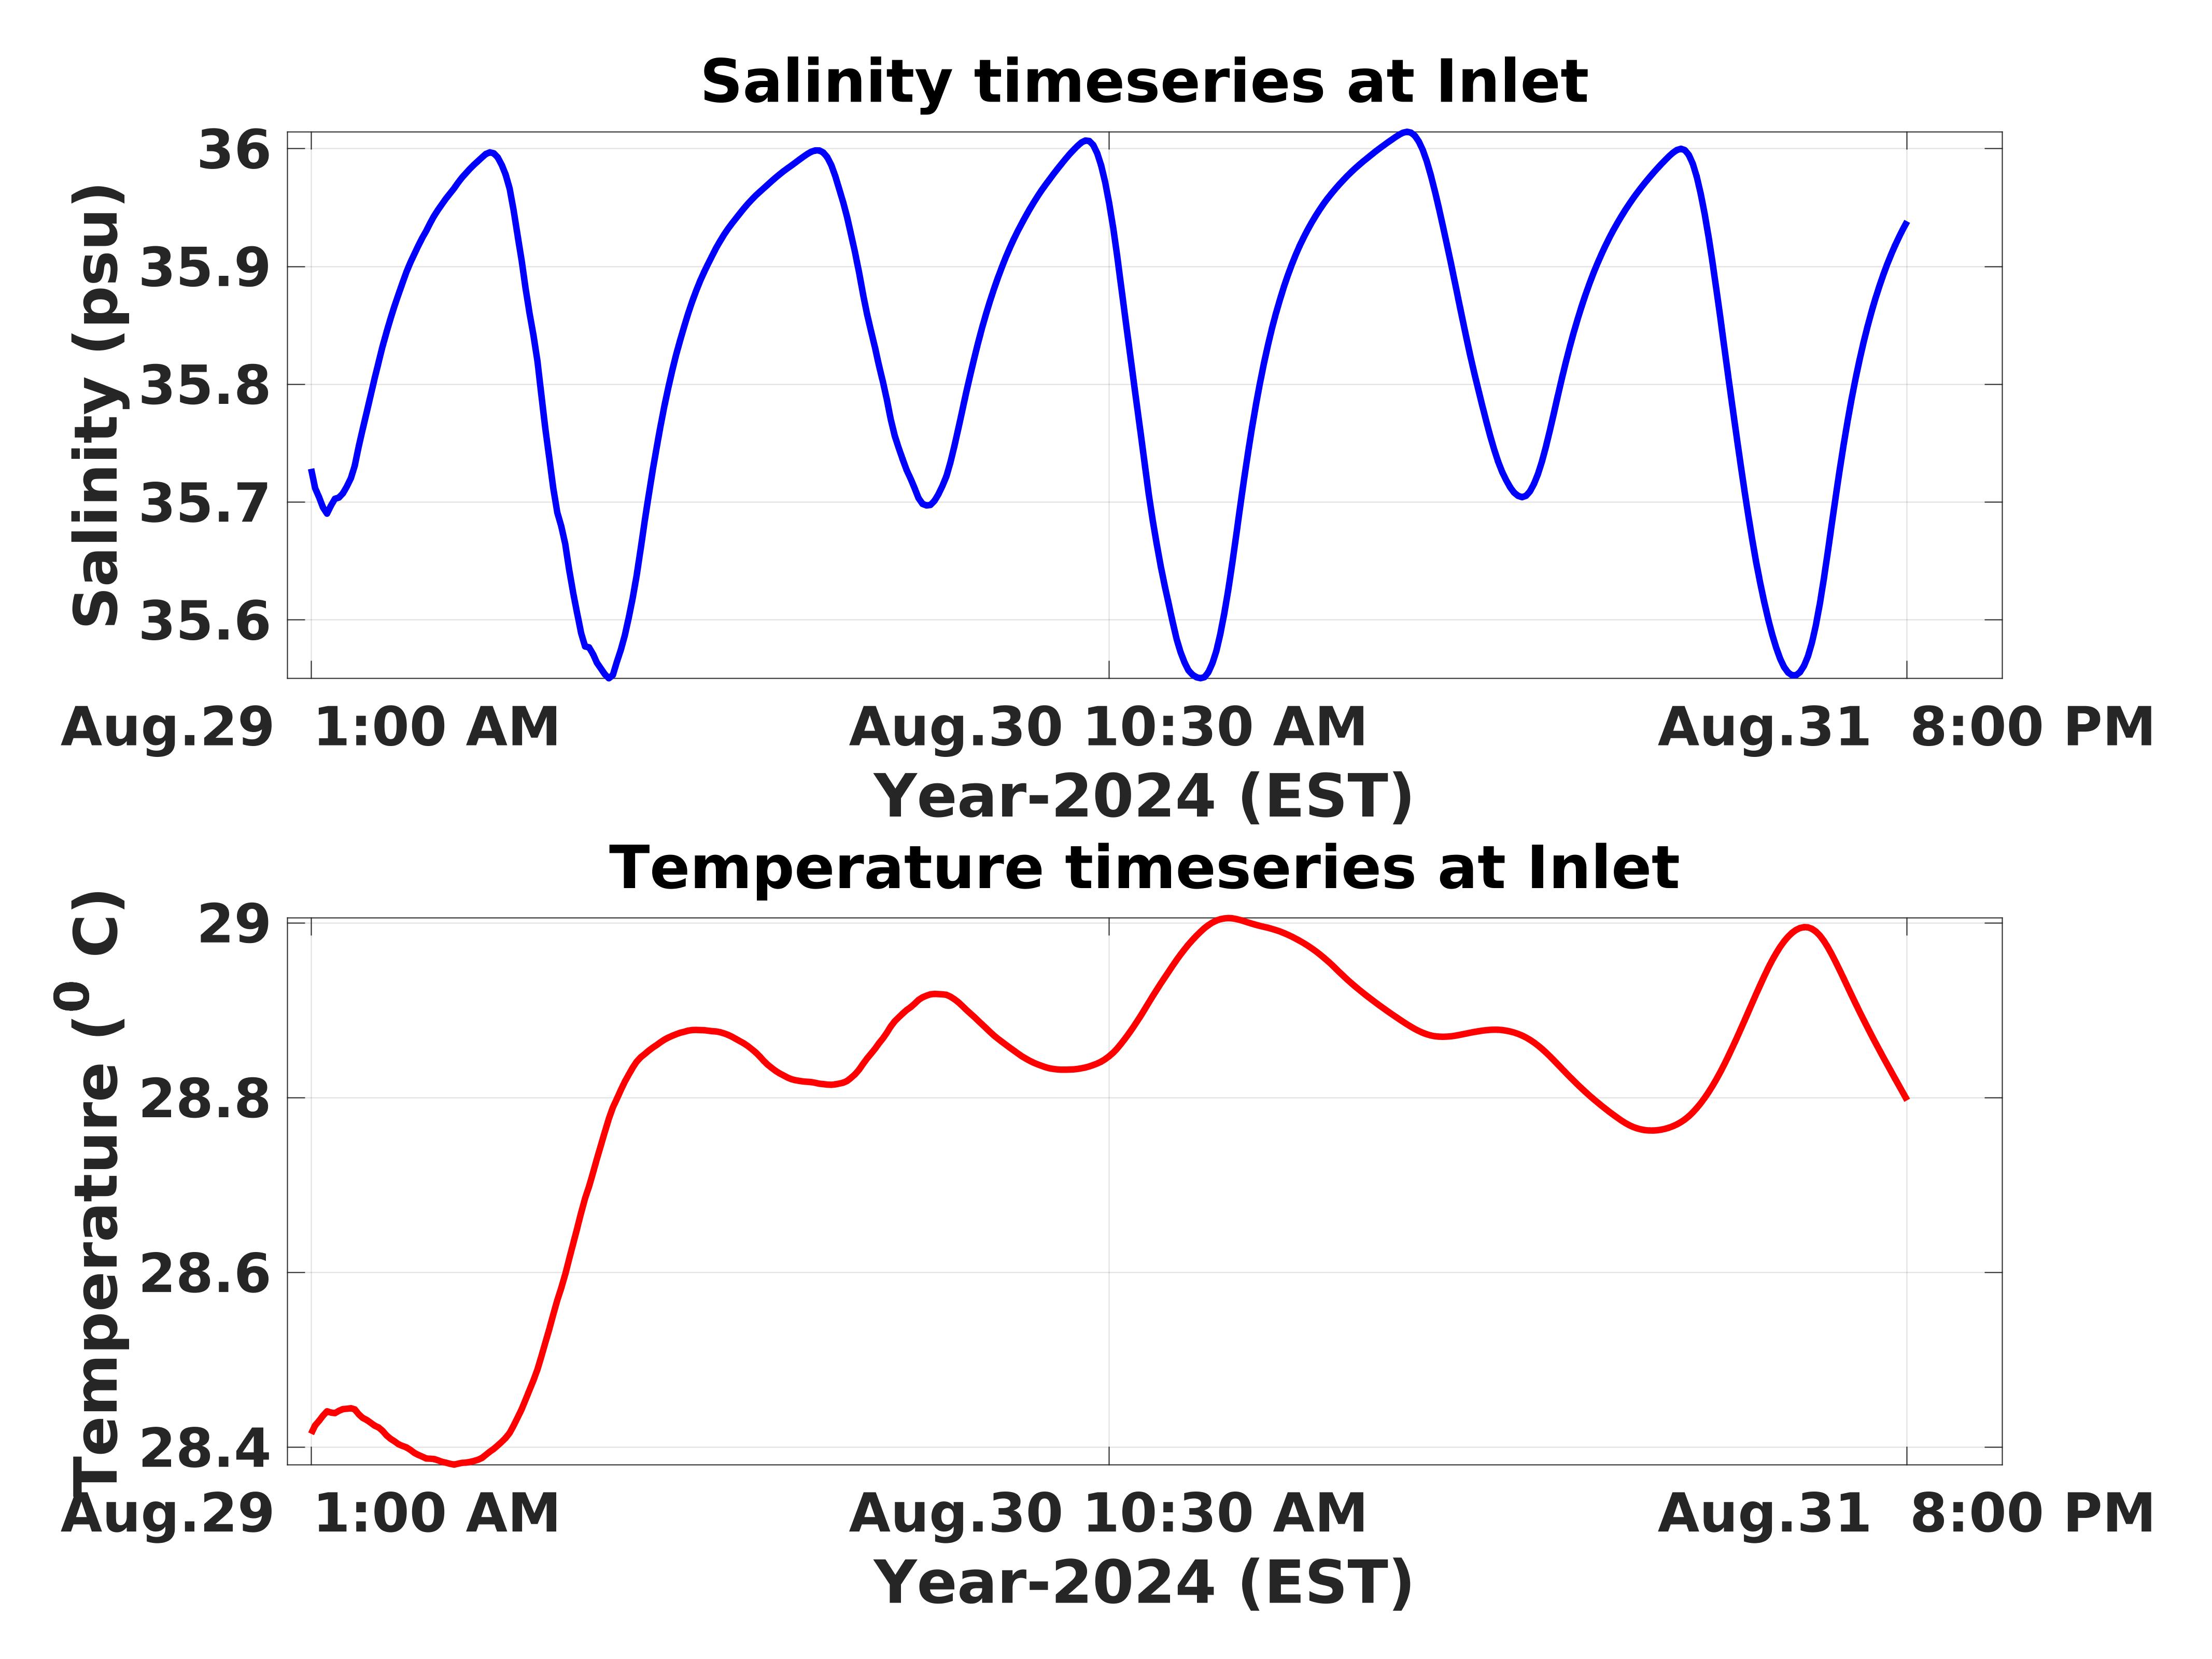 Salinity timeseries at Inlet
Salinity (psu)
36
35.9
35.8
35.7
35.6
Aug.29 1:00 AM
Aug.30 10:30 AM
Aug.31 8:00 PM
Year-2024 (EST)
Temperature timeseries at Inlet
Temperature (⁰ C)
29
28.8
28.6
28.4
Aug.29 1:00 AM
Aug.30 10:30 AM
Aug.31 8:00 PM
Year-2024 (EST)